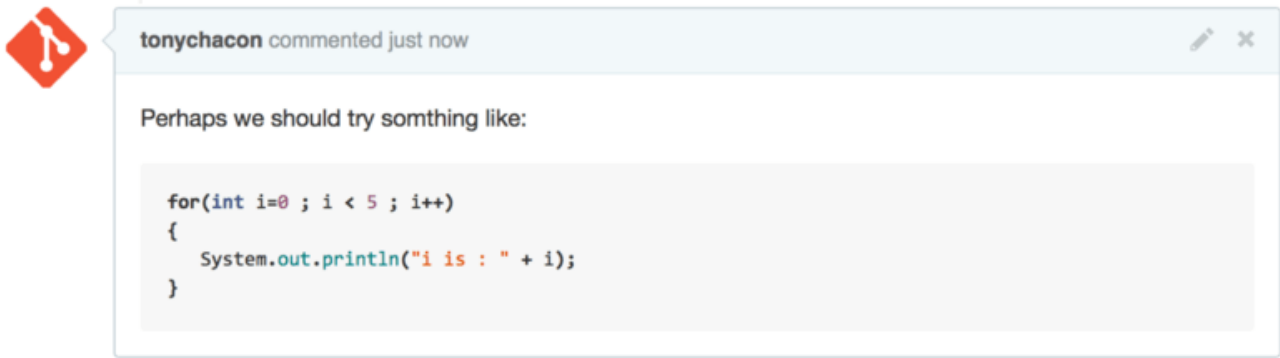 tonychacon commented just now
Perhaps we should try somthing like:
for(int i=0 ; i < 5 ; i++)
{
   System.out.println("i is : " + i);
}